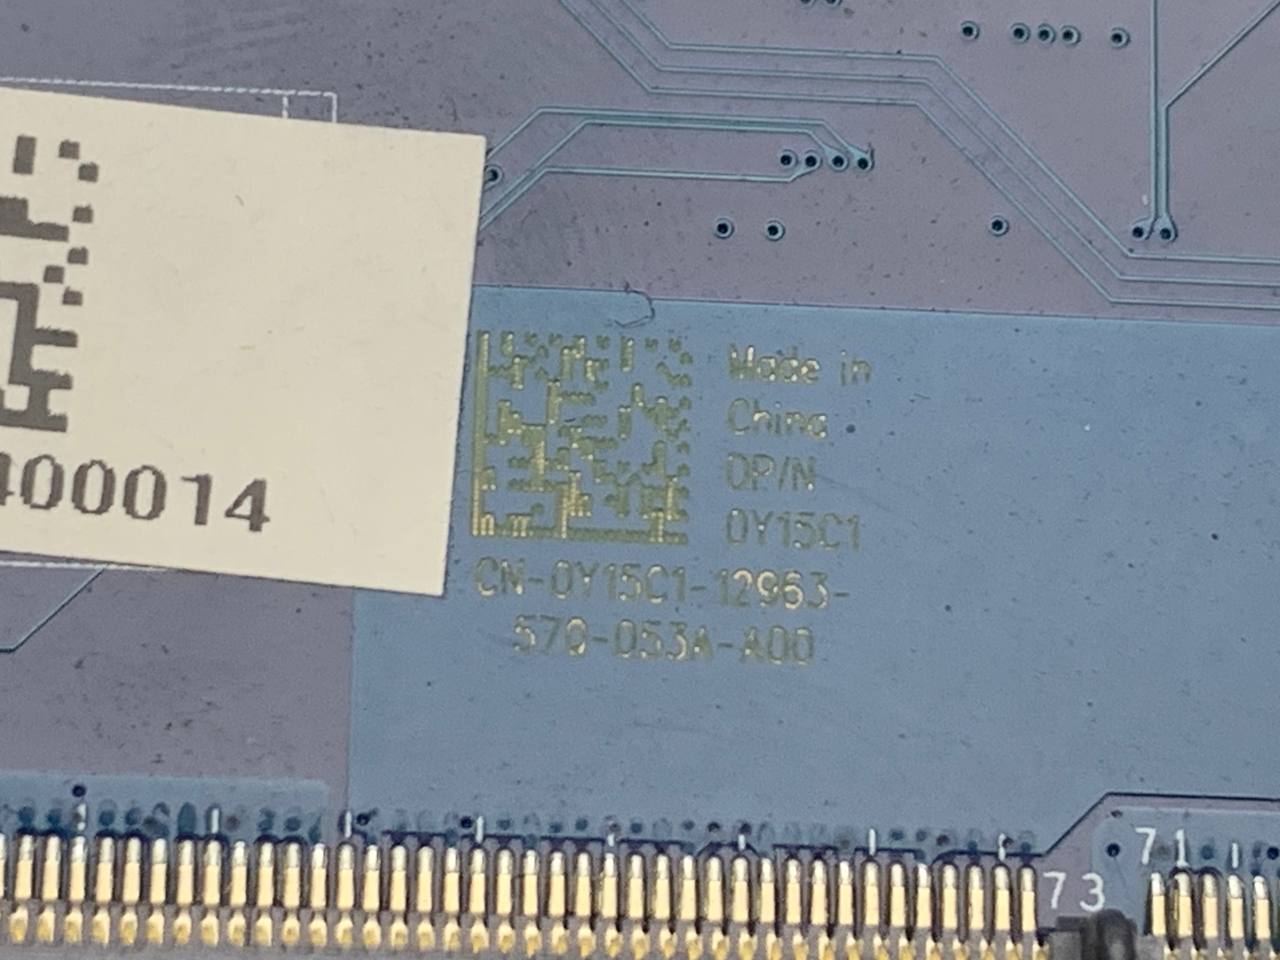 400014
Made in
China
DP/N
0Y15C1
CN-0Y15C1-12963-
570-053A-A00
71
73